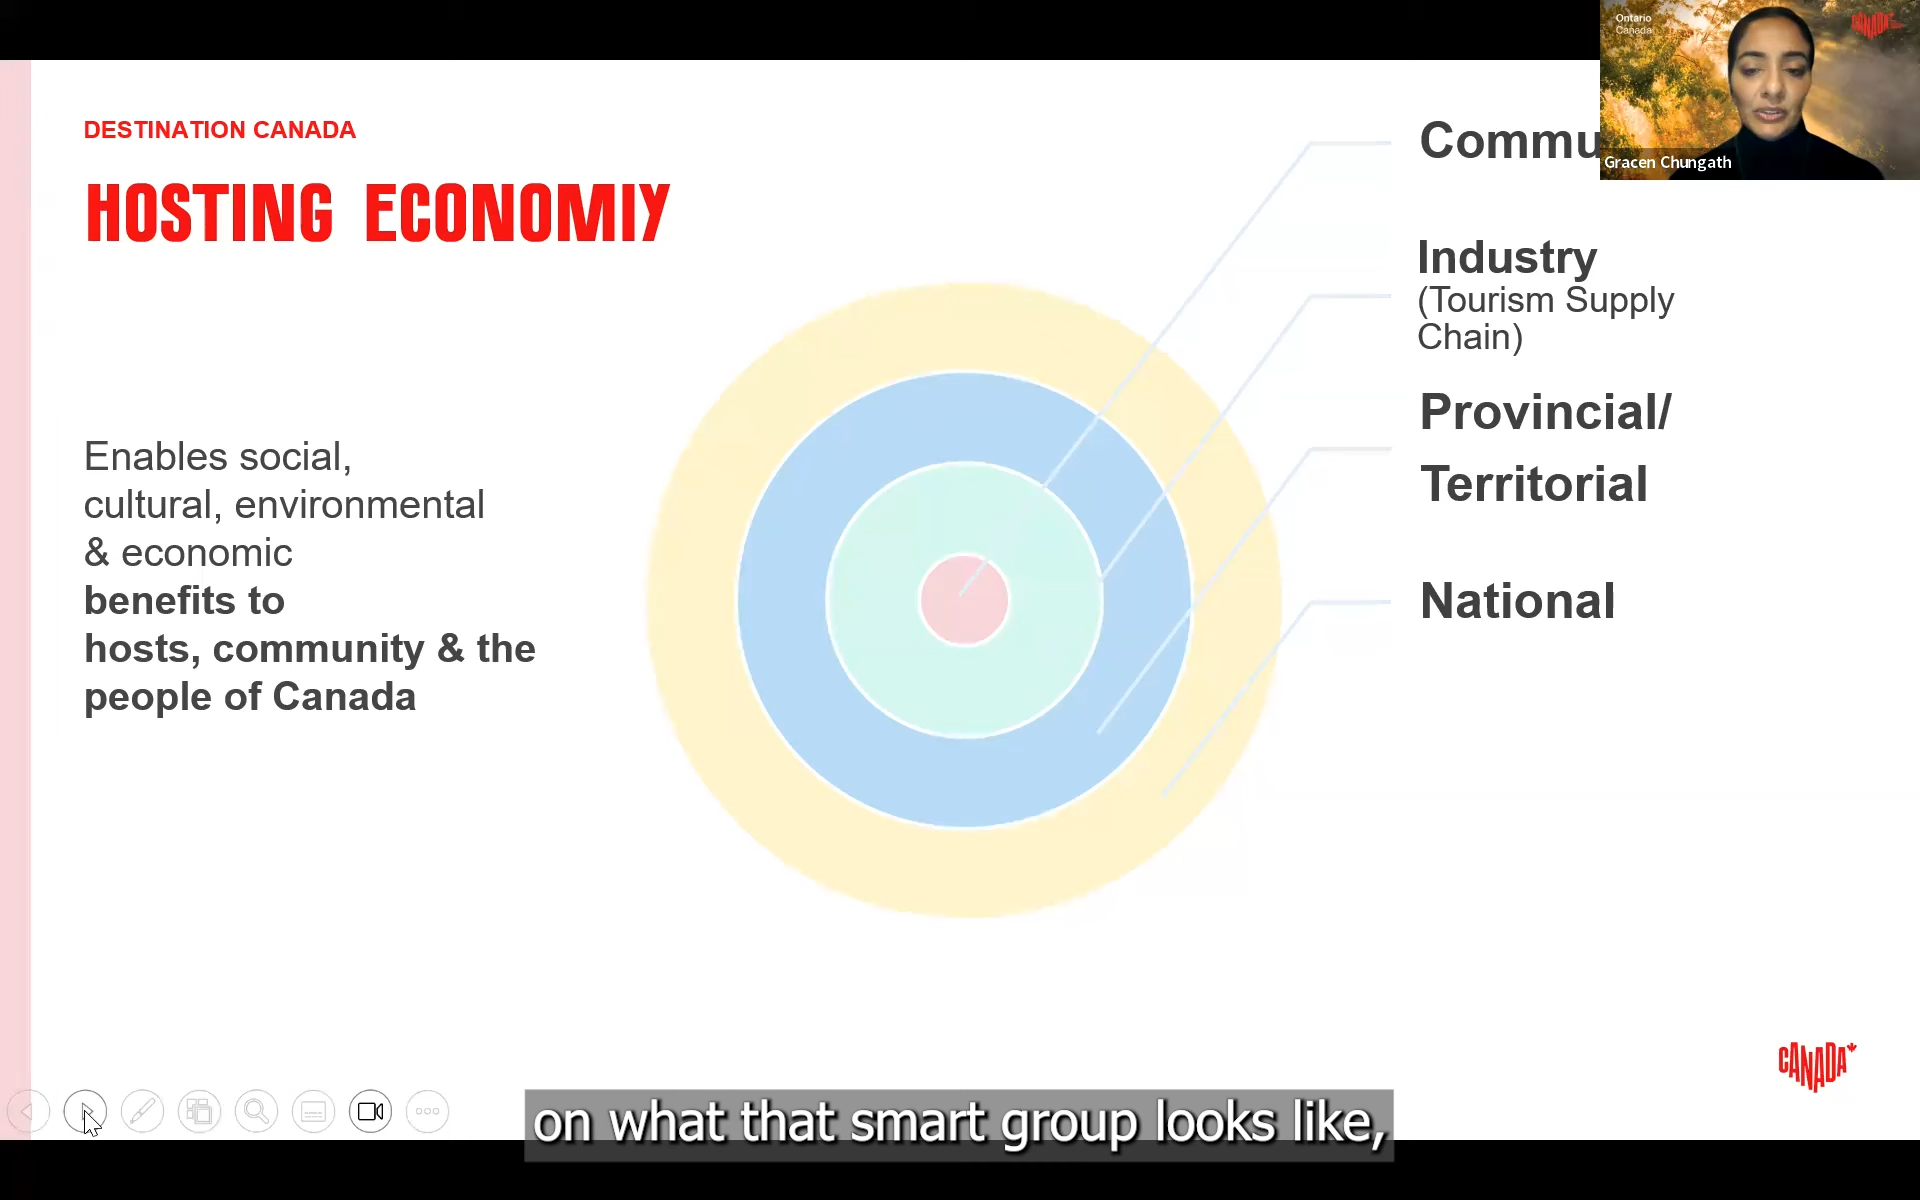 DESTINATION CANADA
HOSTING ECONOMIY
Enables social,
cultural, environmental
& economic
benefits to
hosts, community & the
people of Canada
Commu
Industry
(Tourism Supply
Chain)
Provincial/
Territorial
National
Ontario
Canada
CANADA
Gracen Chungath
CANADA
on what that smart group looks like,